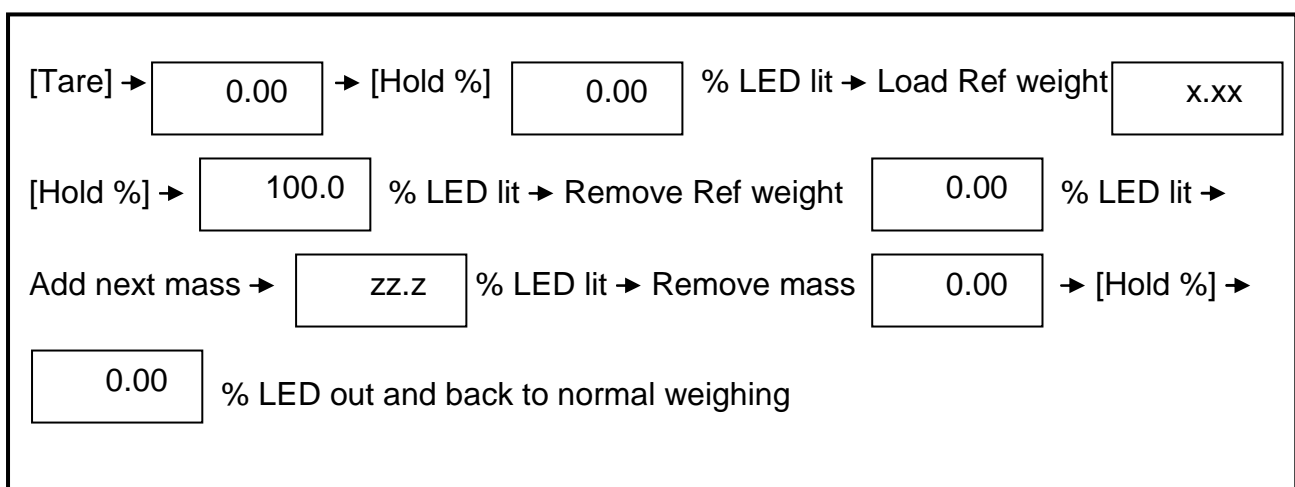 [Tare] → 0.00 → [Hold %] 0.00 % LED lit → Load Ref weight x.xx
[Hold %] → 100.0 % LED lit → Remove Ref weight 0.00 % LED lit →
Add next mass → zz.z % LED lit → Remove mass 0.00 → [Hold %] →
0.00 % LED out and back to normal weighing